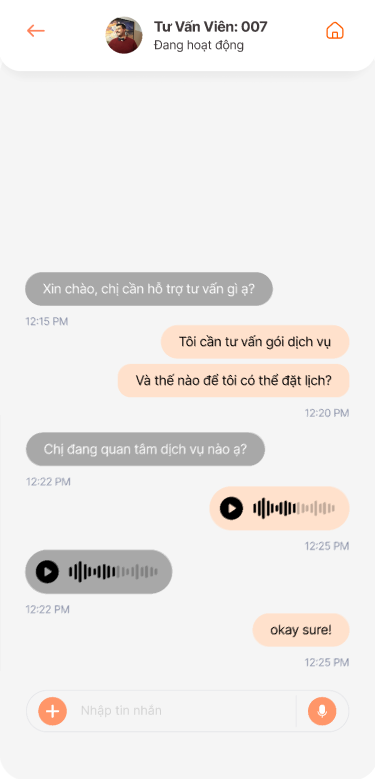 Tư Vấn Viên: 007
Đang hoạt động
Xin chào, chị cần hỗ trợ tư vấn gì ạ?
12:15 PM
Tôi cần tư vấn gói dịch vụ
Và thế nào để tôi có thể đặt lịch?
12:20 PM
Chị đang quan tâm dịch vụ nào ạ?
12:22 PM
12:25 PM
12:22 PM
okay sure!
12:25 PM
Nhập tin nhắn